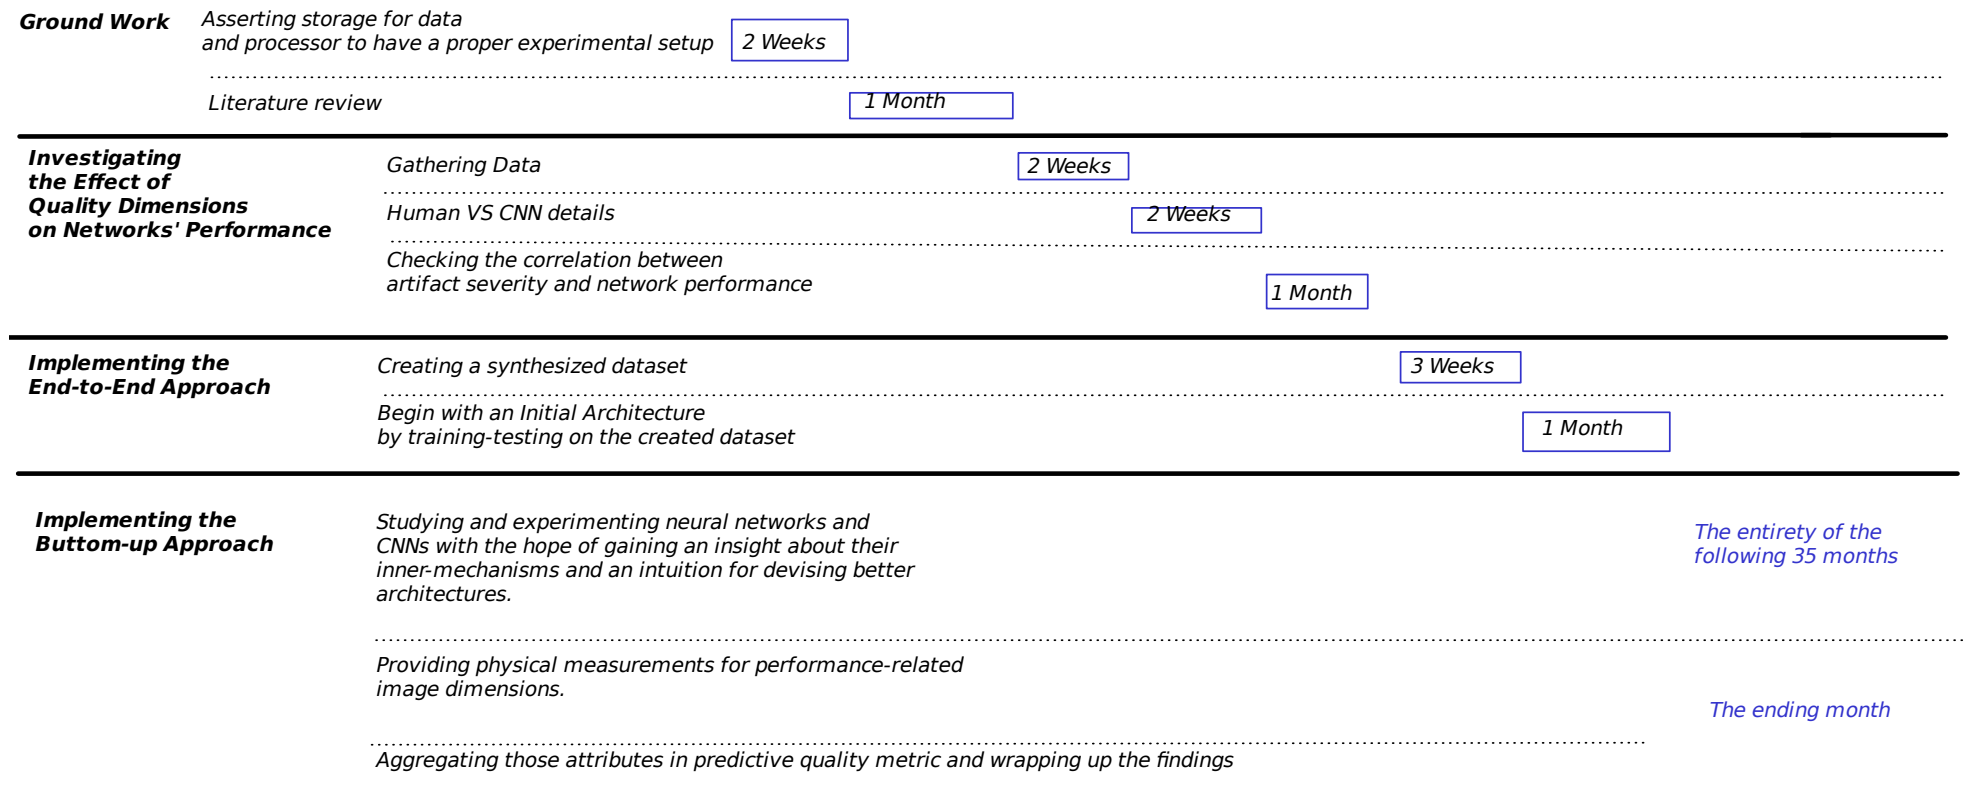 Ground Work
Asserting storage for data
and processor to have a proper experimental setup
2 Weeks
Literature review
1 Month
Investigating
the Effect of
Quality Dimensions
on Networks' Performance
Gathering Data
2 Weeks
Human VS CNN details
2 Weeks
Checking the correlation between
artifact severity and network performance
1 Month
Implementing the
End-to-End Approach
Creating a synthesized dataset
3 Weeks
Begin with an Initial Architecture
by training-testing on the created dataset
1 Month
Implementing the
Buttom-up Approach
Studying and experimenting neural networks and
CNNs with the hope of gaining an insight about their
inner-mechanisms and an intuition for devising better
architectures.
The entirety of the
following 35 months
Providing physical measurements for performance-related
image dimensions.
The ending month
Aggregating those attributes in predictive quality metric and wrapping up the findings